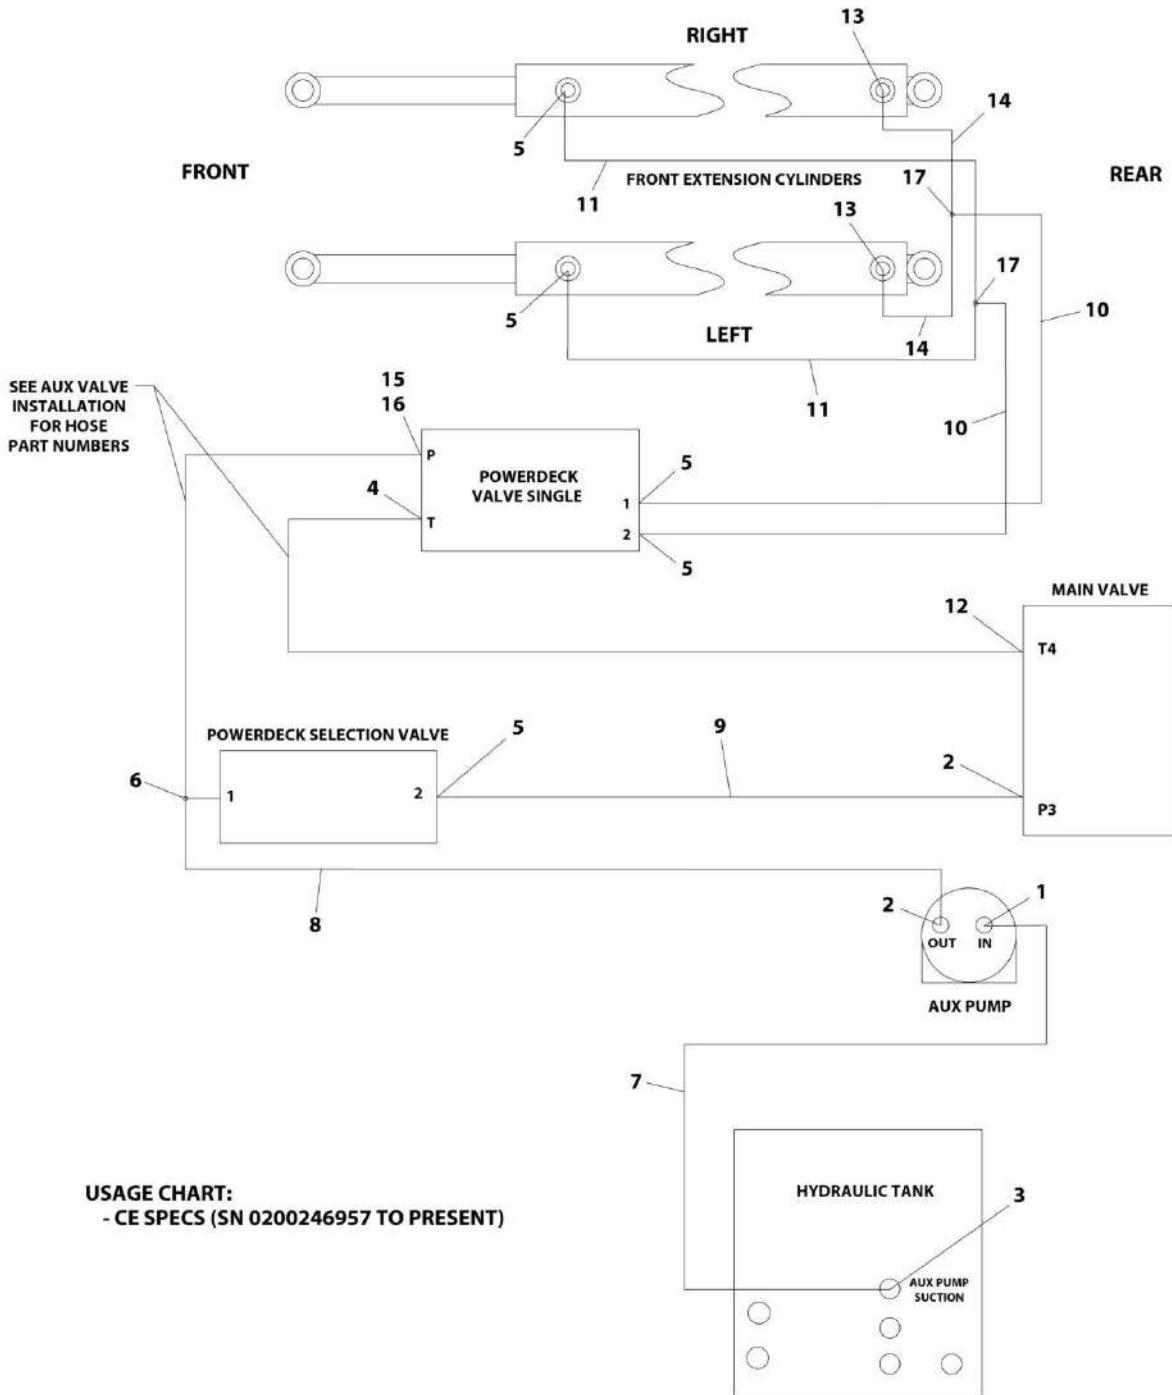 13
RIGHT
14
5
FRONT
FRONT EXTENSION CYLINDERS
17
REAR
11
13
17
5
LEFT
14
10
SEE AUX VALVE
INSTALLATION
FOR HOSE
PART NUMBERS
15
16
11
10
P
POWERDECK
VALVE SINGLE
5
4
1
T
2
5
MAIN VALVE
12
T4
POWERDECK SELECTION VALVE
5
9
2
6
1
2
P3
8
2
1
OUT
IN
AUX PUMP
7
HYDRAULIC TANK
3
USAGE CHART:
- CE SPECS (SN 0200246957 TO PRESENT)
AUX PUMP
SUCTION